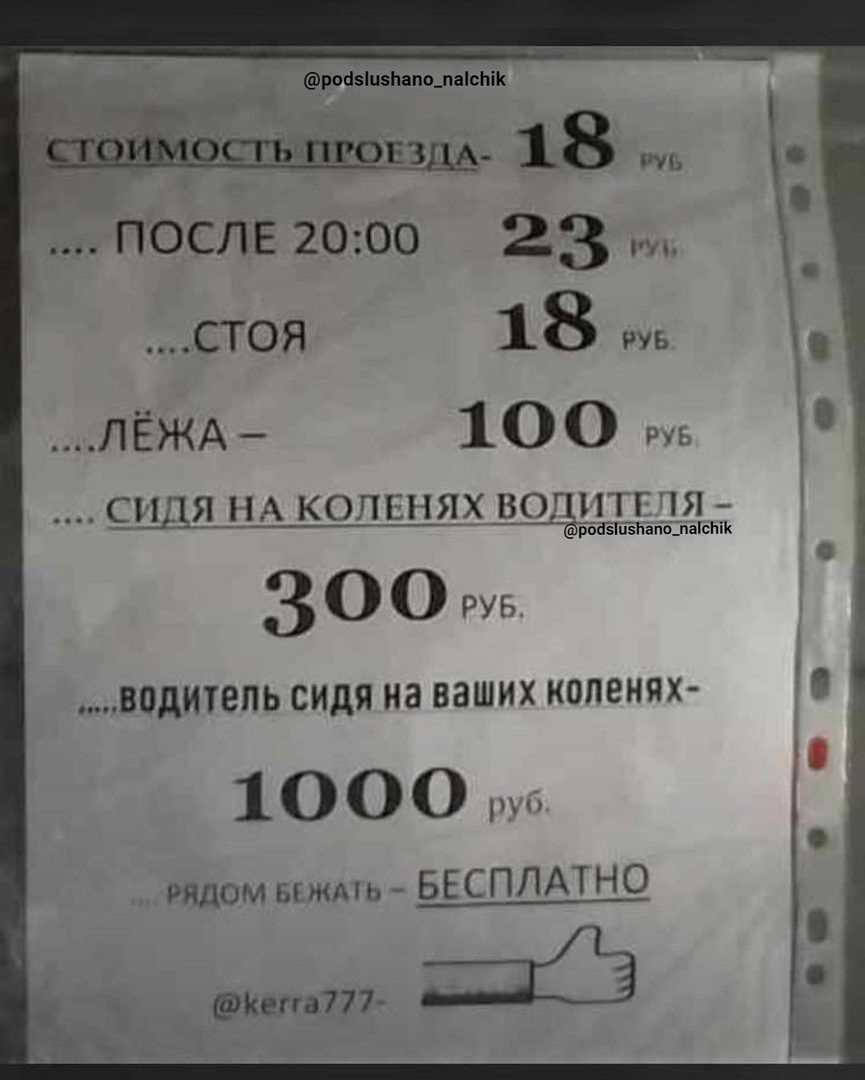 @podslushano_nalchik
СТОИМОСТЬ ПРОЕЗДА- 18 РУБ
.... ПОСЛЕ 20:00 23 РУБ.
....СТОЯ 18 РУБ.
....ЛЁЖА – 100 РУБ.
.... СИДЯ НА КОЛЕНЯХ ВОДИТЕЛЯ –
@podslushano_nalchik
300 РУБ.
.....водитель сидя на ваших коленях-
1000 руб.
.... РЯДОМ БЕЖАТЬ – БЕСПЛАТНО
@kerra777-